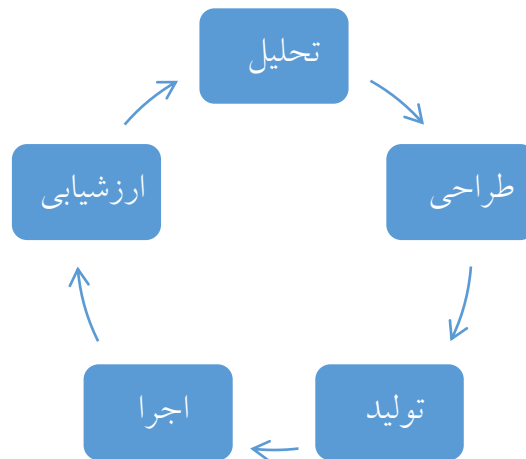 تحلیل
طراحی
تولید
اجرا
ارزشیابی